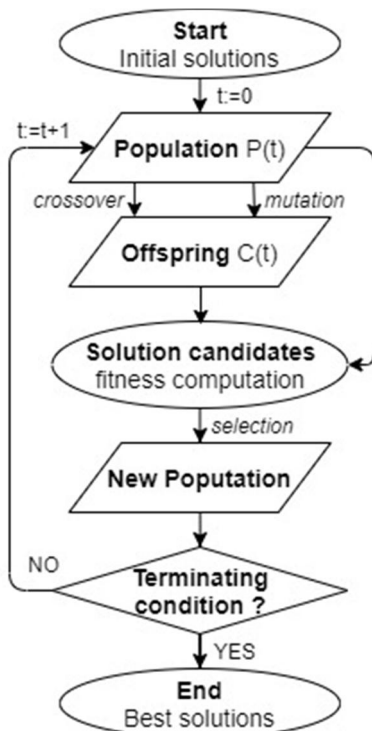 Start
Initial solutions
t:=0
t:=t+1
Population P(t)
crossover
mutation
Offspring C(t)
Solution candidates
fitness computation
selection
New Poputation
Terminating
condition ?
NO
YES
End
Best solutions